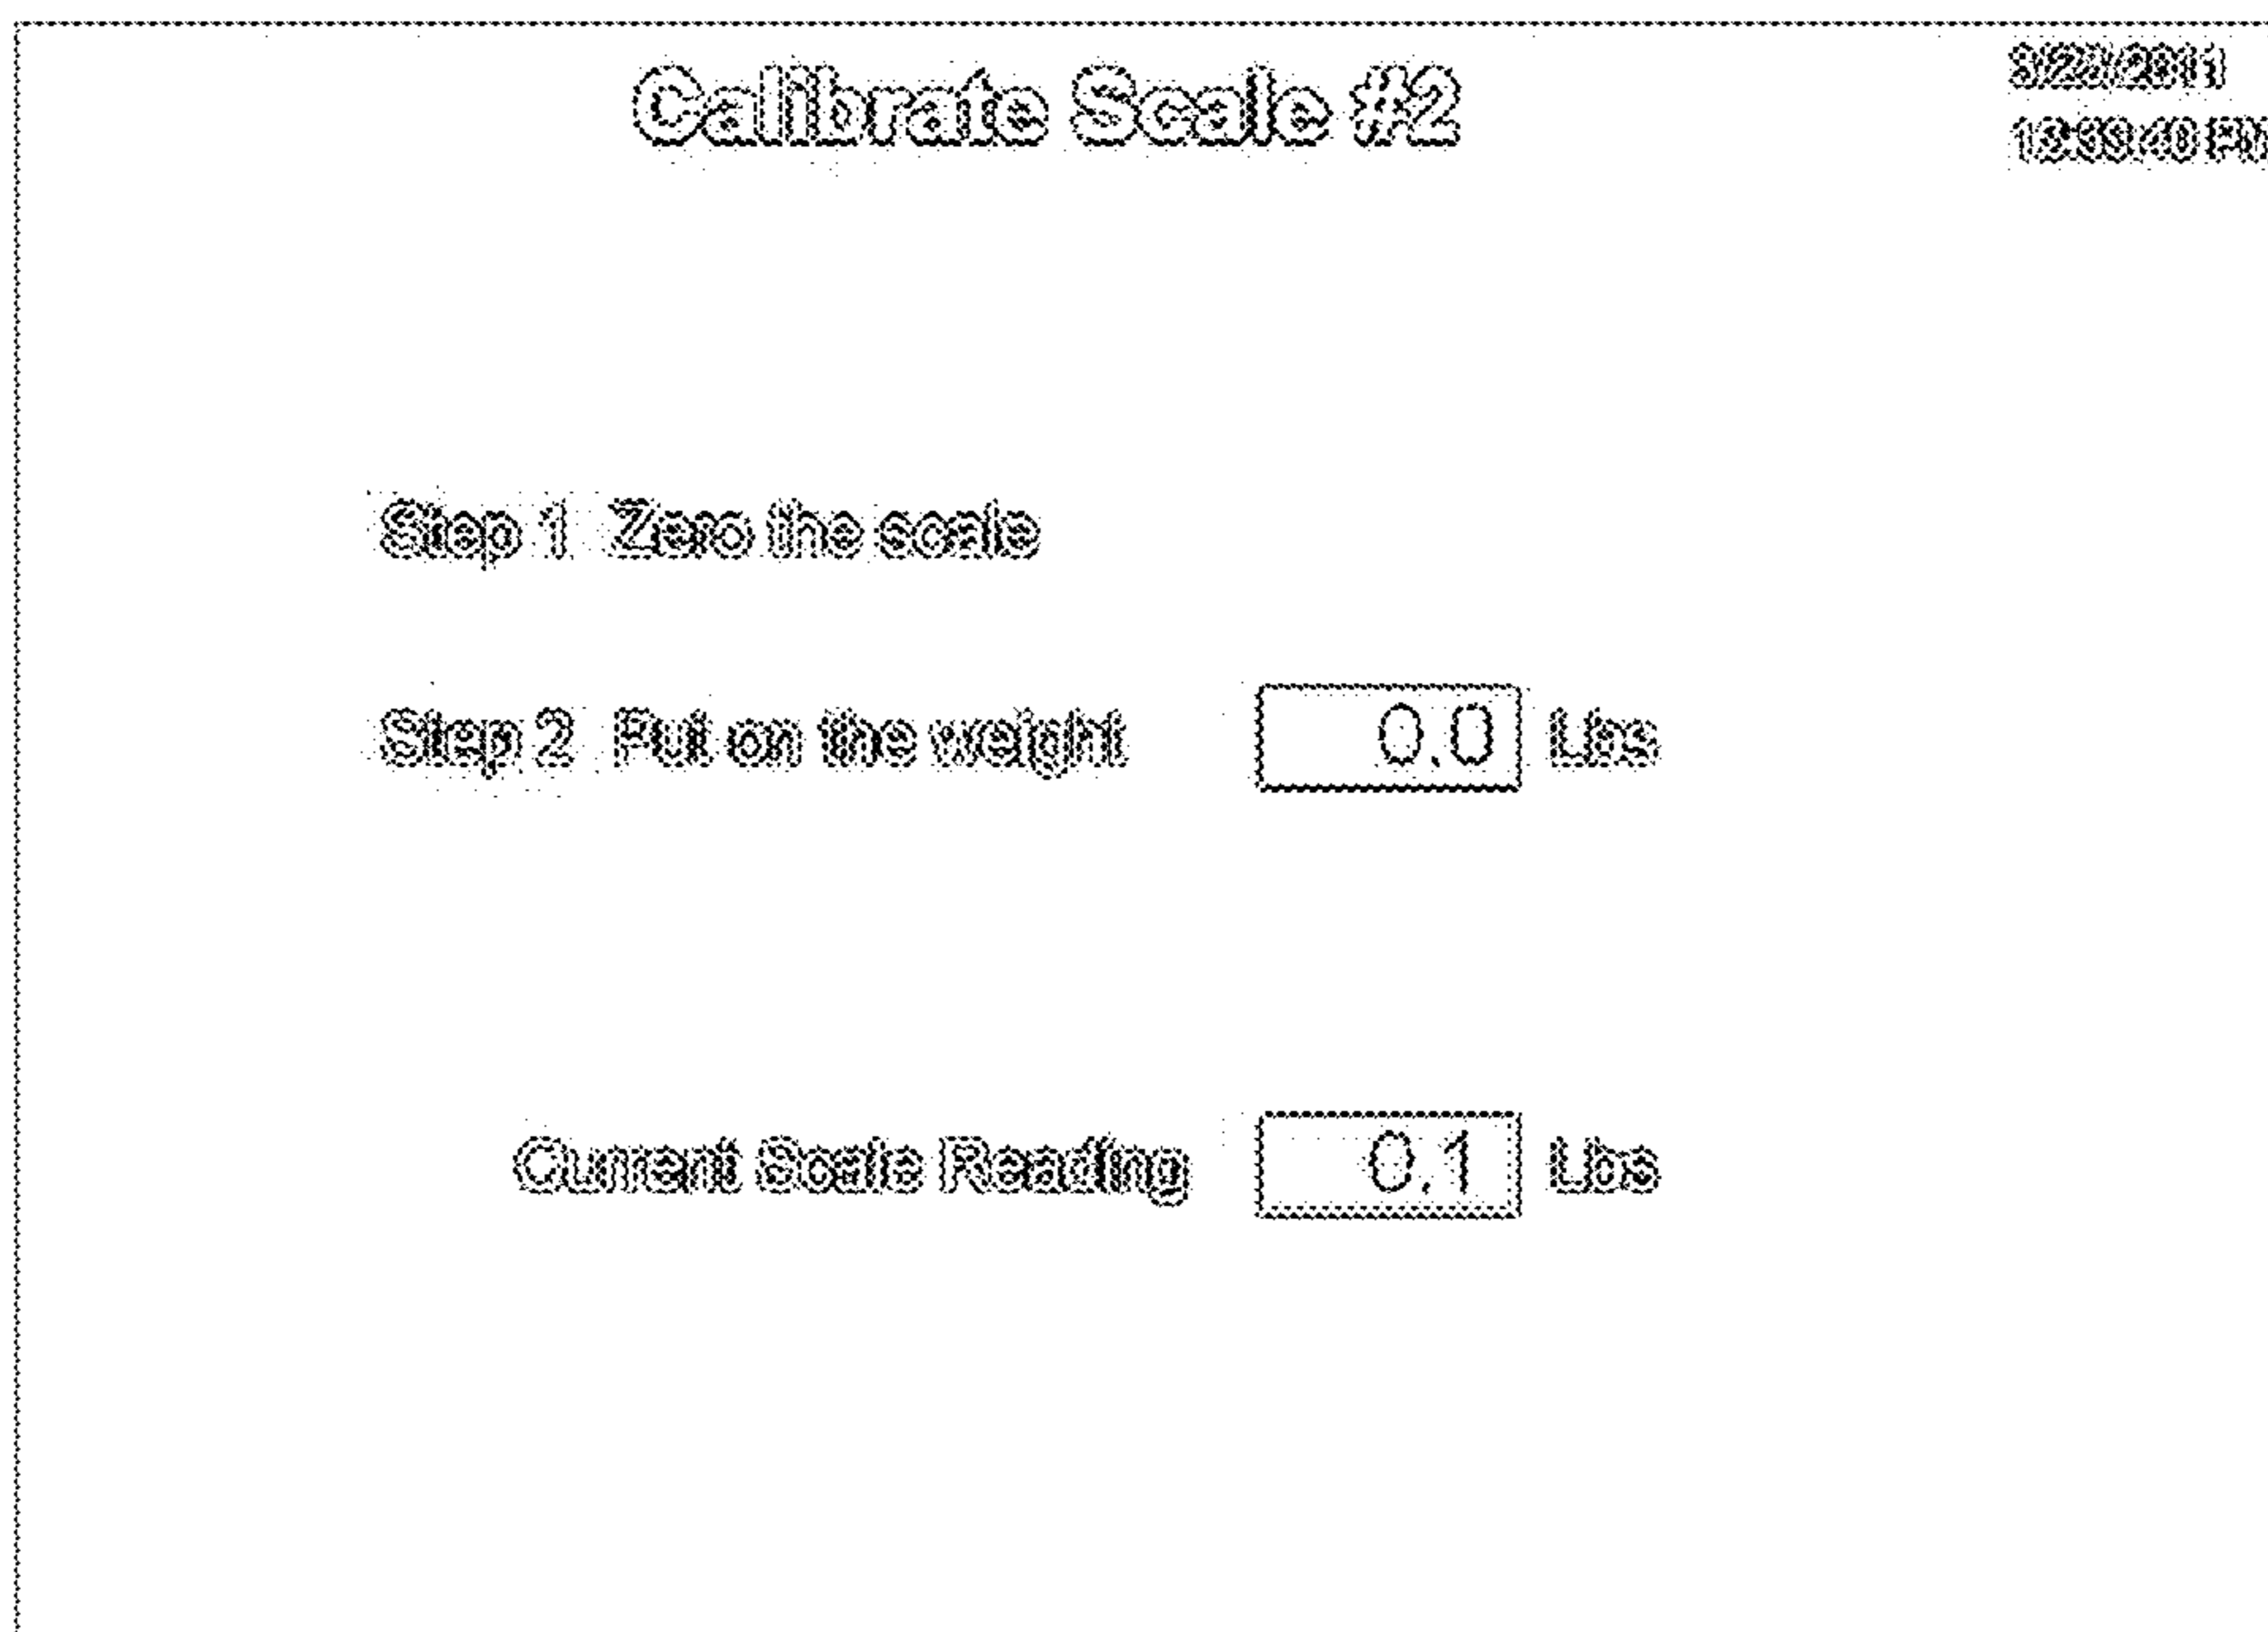 Calibrate Scale #2
Step 1 Zero the scale
Step 2 Put on the weight 0.0 Lbs
Current Scale Reading 0.1 Lbs